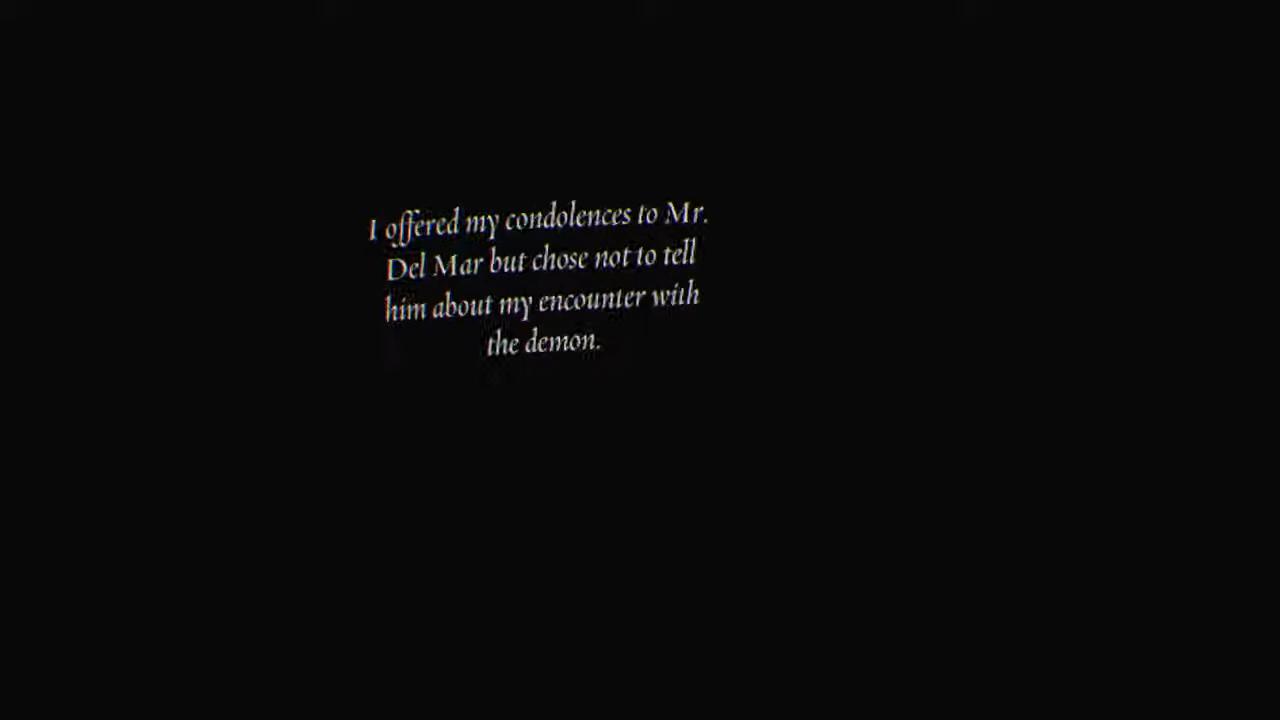 I offered my condolences to Mr.
Del Mar but chose not to tell
him about my encounter with
the demon.